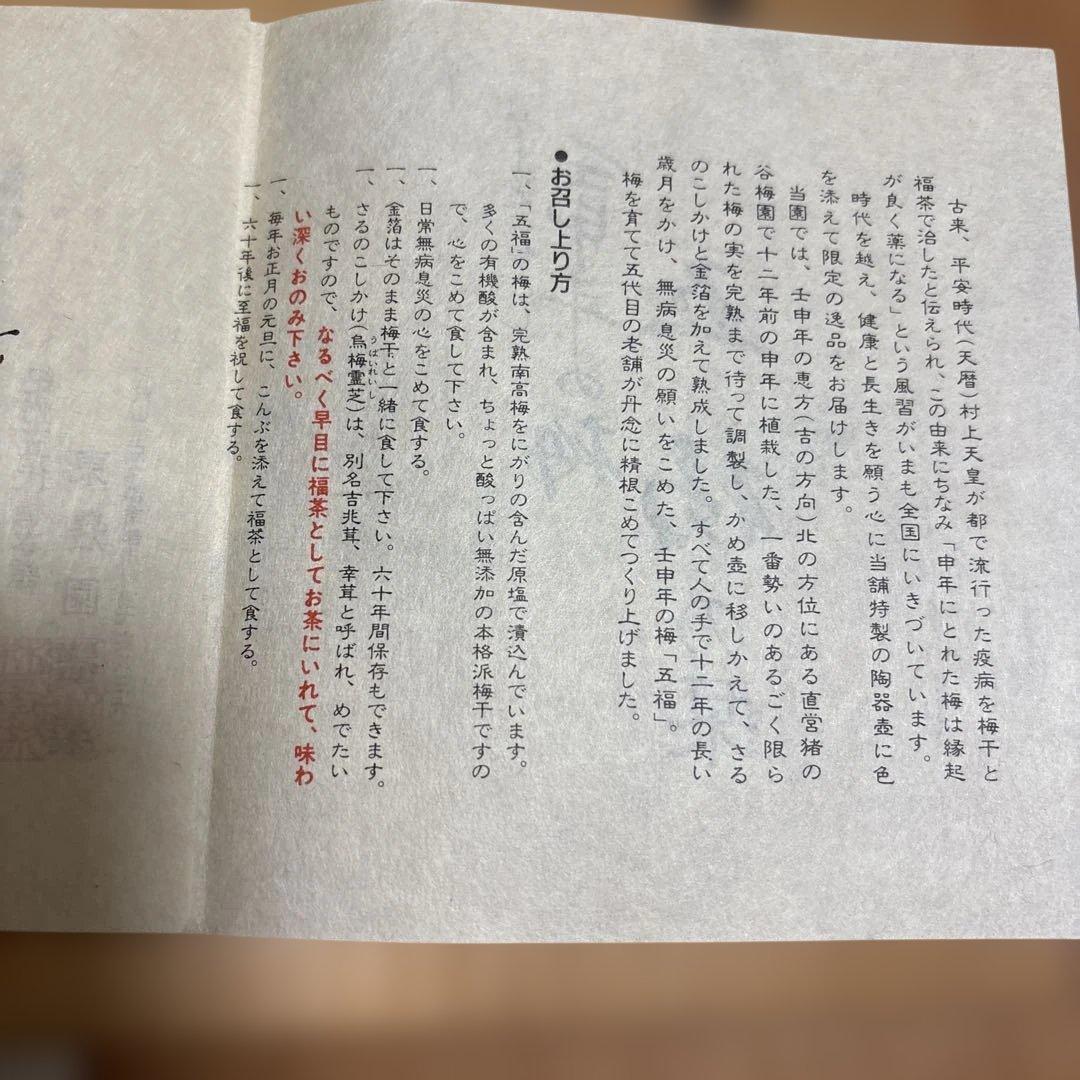 古来、平安時代(天暦)村上天皇が都で流行った疫病を梅干と
福茶で治したと伝えられ、この由来にちなみ「申年にとれた梅は縁起
が良く薬になる」という風習がいまも全国にいきづいています。
時代を越え、健康と長生きを願う心に当舗特製の陶器壺に色
を添えて限定の逸品をお届けします。
当園では、壬申年の恵方(吉の方向)北の方位にある直営猪の
谷梅園で十二年前の申年に植栽した、一番勢いのあるごく限ら
れた梅の実を完熟まで待って調製し、かめ壺に移しかえて、さる
のこしかけと金箔を加えて熟成しました。すべて人の手で十二年の長い
歳月をかけ、無病息災の願いをこめた、壬申年の梅「五福」。
梅を育てて五代目の老舗が丹念に精根こめてつくり上げました。
●お召し上り方
一、「五福」の梅は、完熟南高梅をにがりの含んだ原塩で漬込んでいます。
多くの有機酸が含まれ、ちょっと酸っぱい無添加の本格派梅干ですの
で、心をこめて食して下さい。
一、日常無病息災の心をこめて食する。
一、金箔はそのまま梅干と一緒に食して下さい。六十年間保存もできます。
一、さるのこしかけ(烏梅霊芝)は、別名吉兆茸、幸茸と呼ばれ、めでたい
うばいれいし
ものですので、なるべく早目に福茶としてお茶にいれて、味わ
い深くおのみ下さい。
一、毎年お正月の元旦に、こんぶを添えて福茶として食する。
一、六十年後に至福を祝して食する。